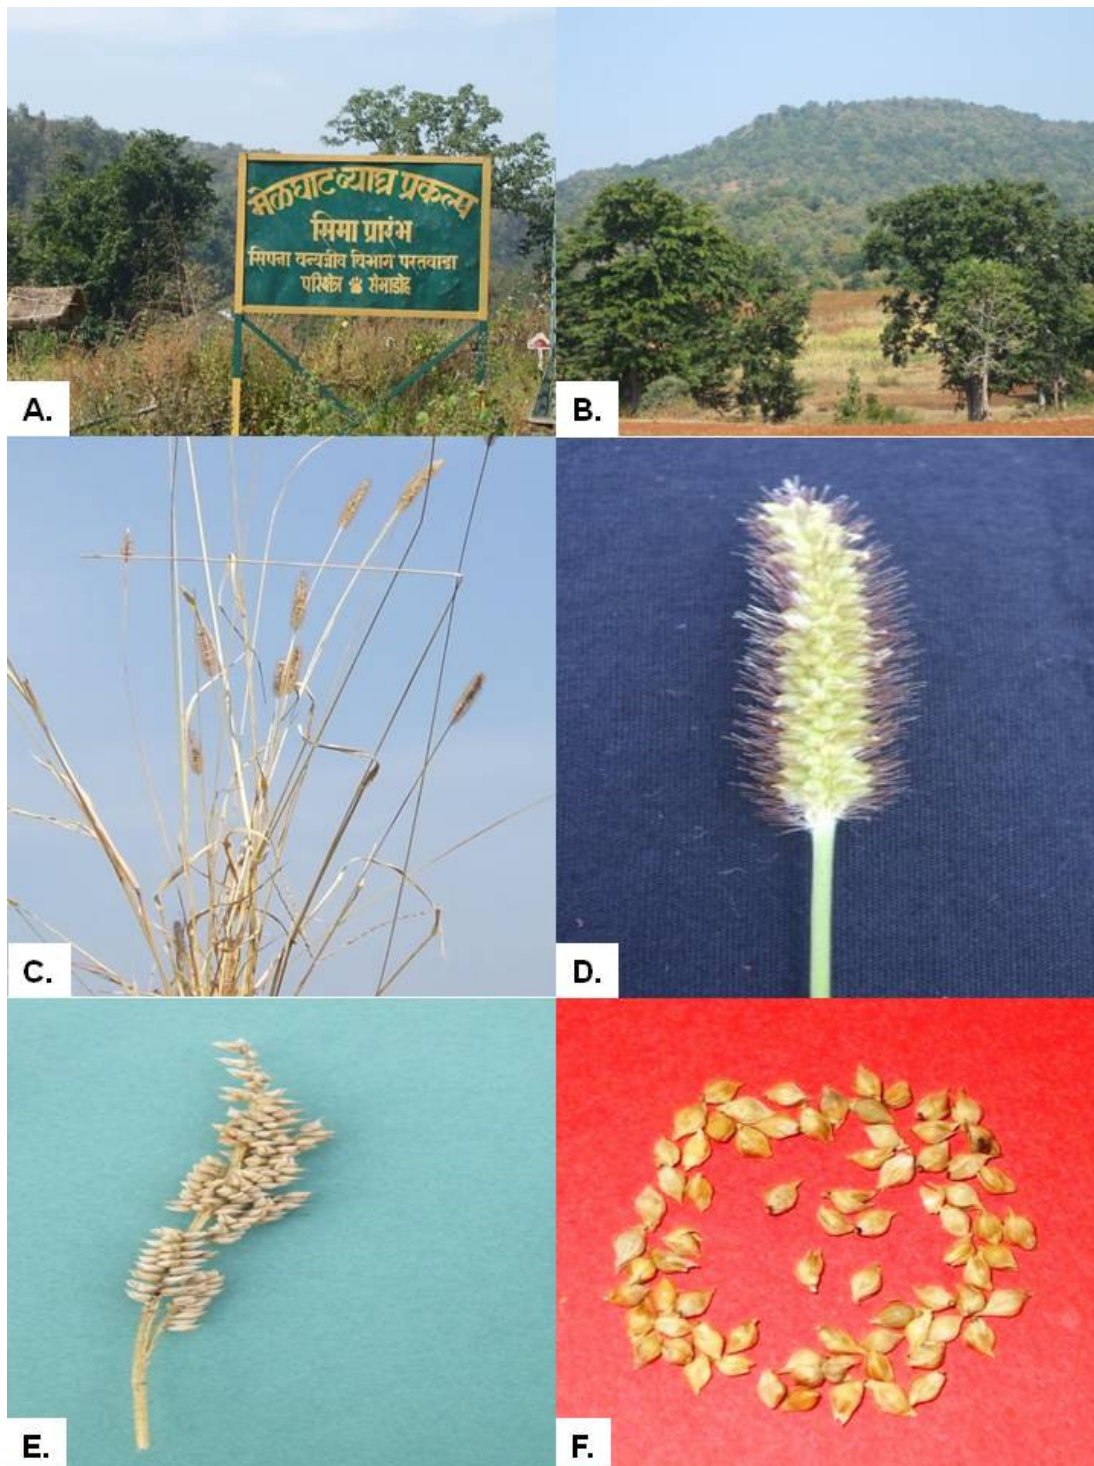 मेळघाट व्याघ्र प्रकल्प
सिमा प्रारंभ
सिपना वन्यजीव विभाग परतवाडा
परिक्षेत्र सेमाडोह
A.
B.
C.
D.
E.
F.